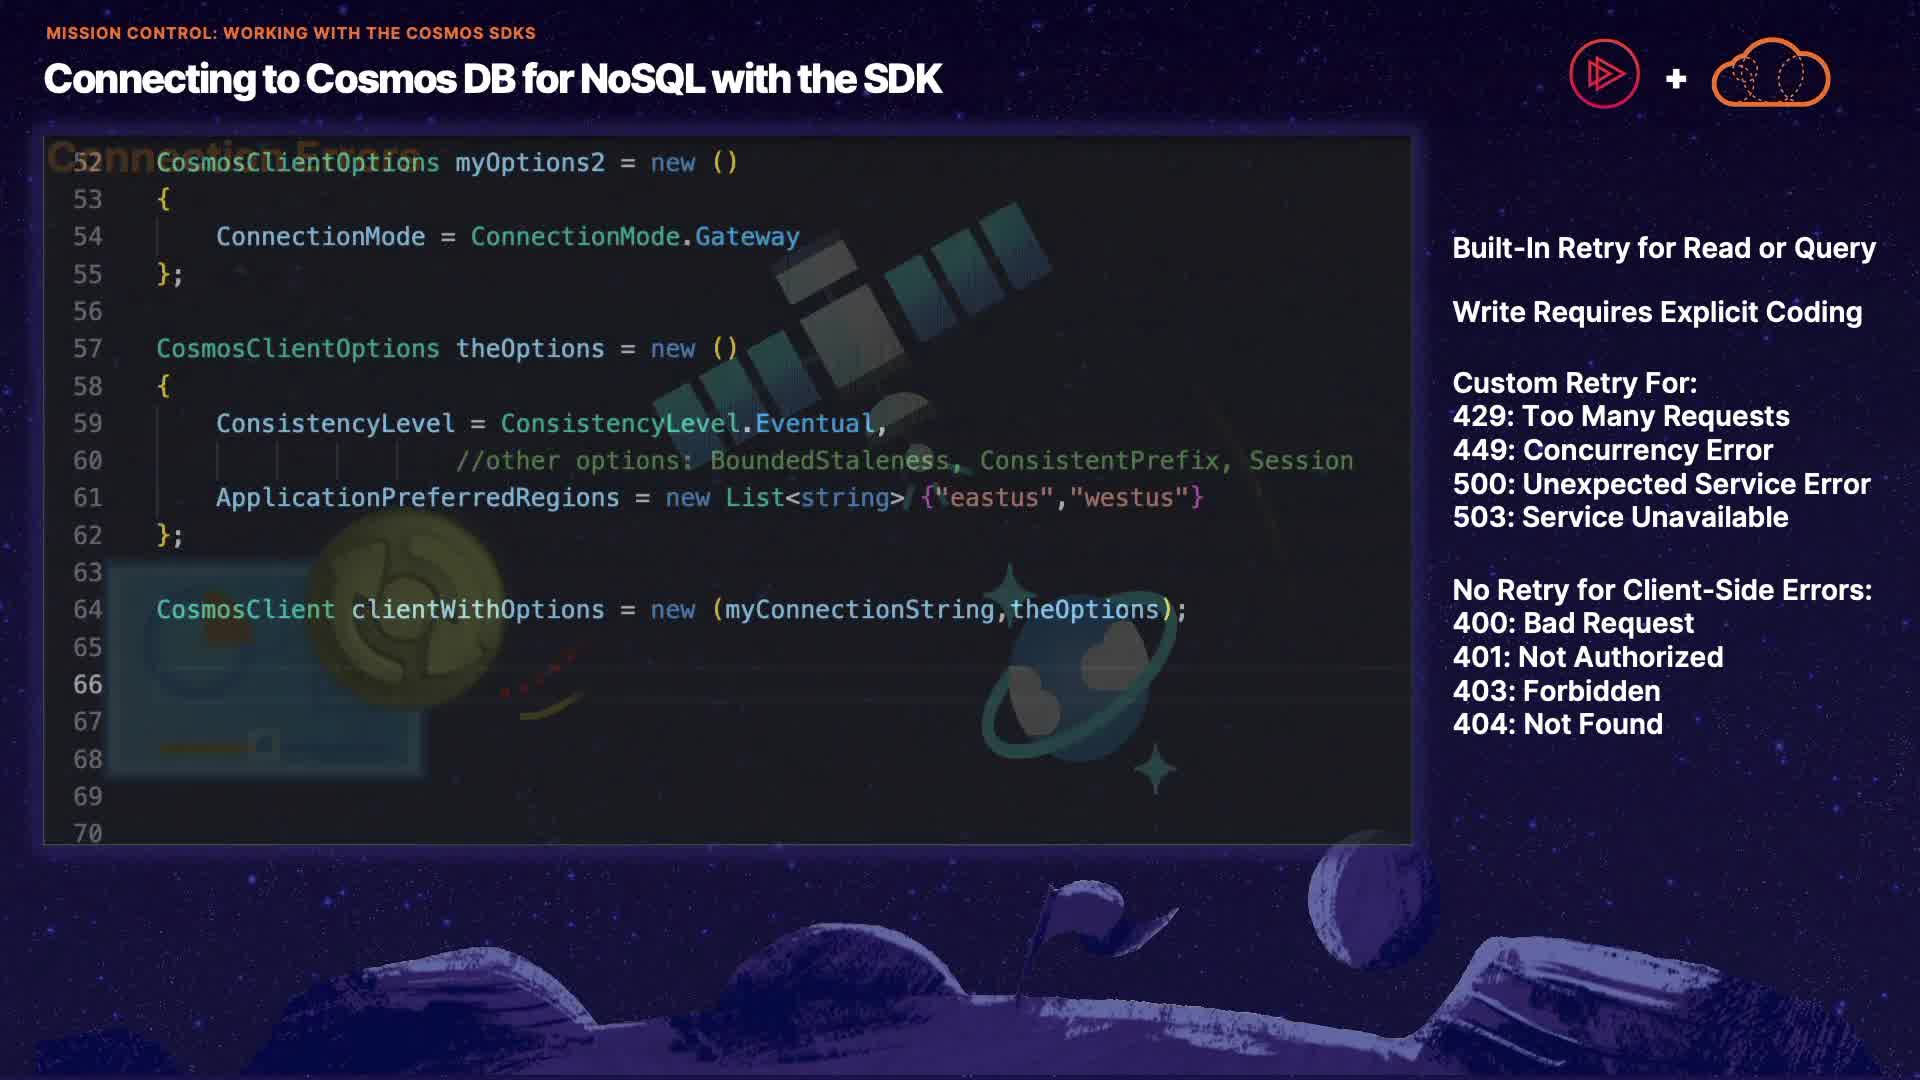 MISSION CONTROL: WORKING WITH THE COSMOS SDKS
Connecting to Cosmos DB for NoSQL with the SDK
Connection Errors
52 CosmosClientOptions myOptions2 = new ()
53 {
54 ConnectionMode = ConnectionMode.Gateway
55 };
56
57 CosmosClientOptions theOptions = new ()
58 {
59 ConsistencyLevel = ConsistencyLevel.Eventual,
60 //other options: BoundedStaleness, ConsistentPrefix, Session
61 ApplicationPreferredRegions = new List<string> {"eastus","westus"}
62 };
63
64 CosmosClient clientWithOptions = new (myConnectionString,theOptions);
65
66
67
68
69
70
Built-In Retry for Read or Query
Write Requires Explicit Coding
Custom Retry For:
429: Too Many Requests
449: Concurrency Error
500: Unexpected Service Error
503: Service Unavailable
No Retry for Client-Side Errors:
400: Bad Request
401: Not Authorized
403: Forbidden
404: Not Found